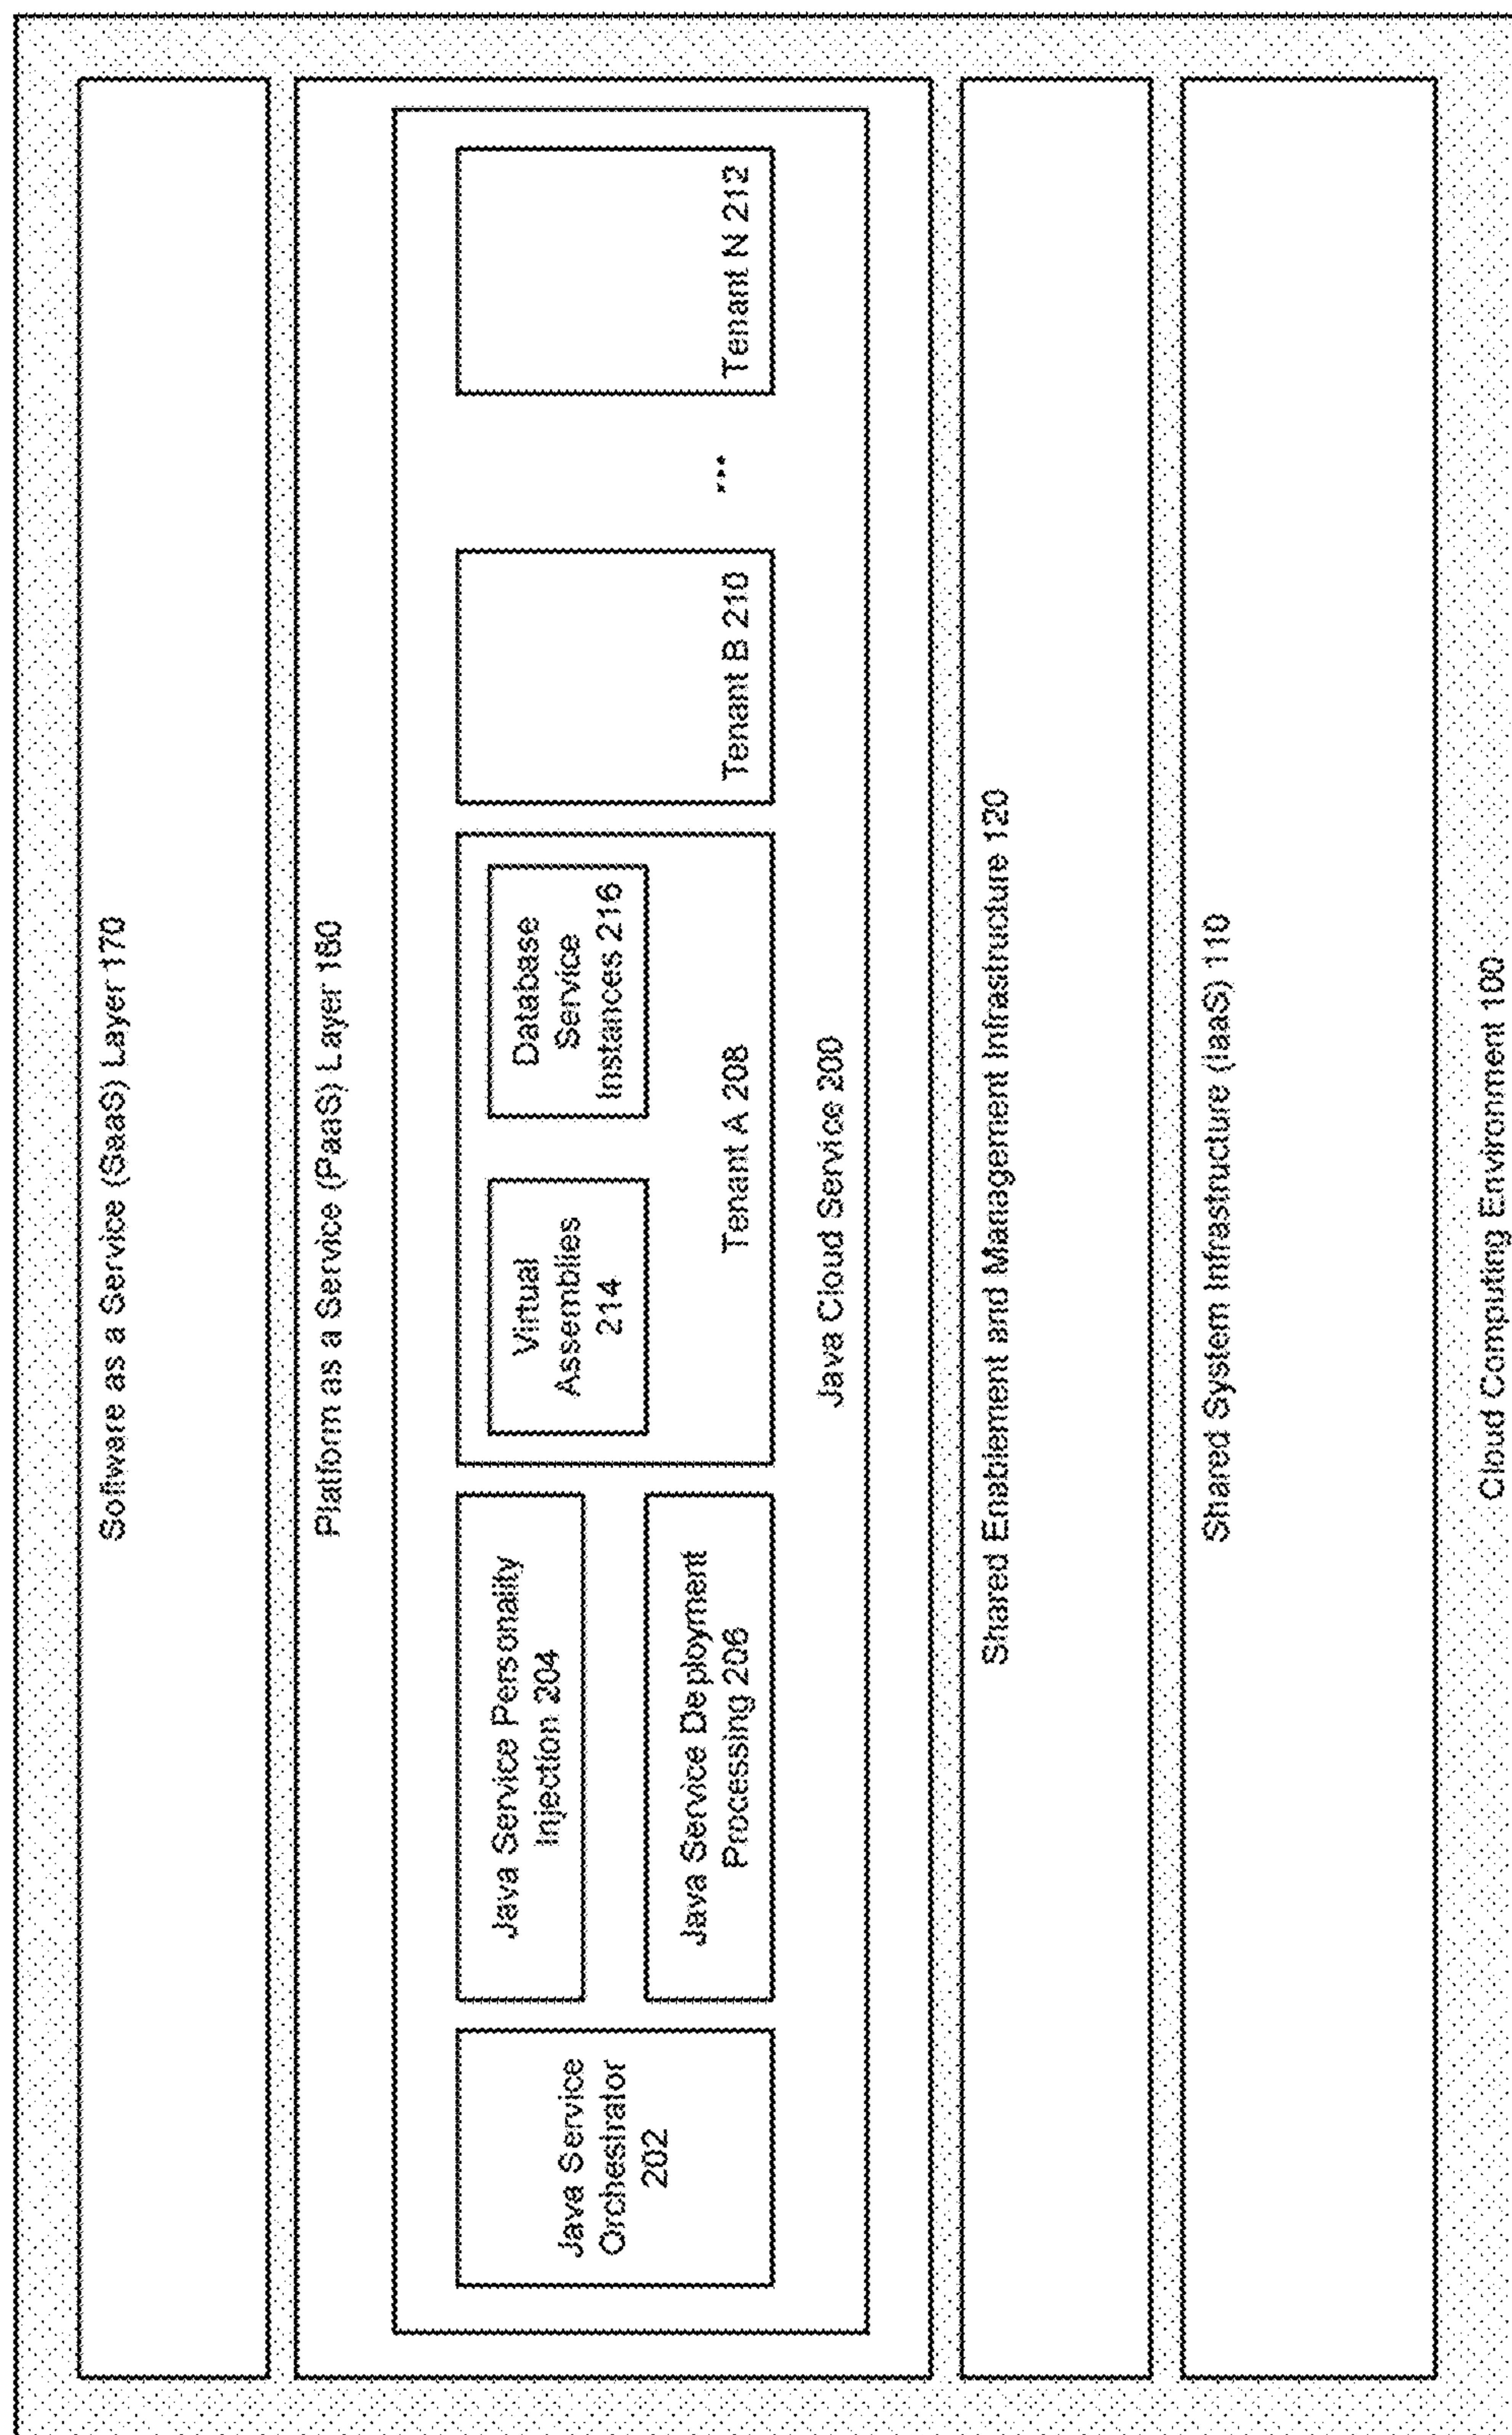 Software as a Service (SaaS) Layer 170
Platform as a Service (PaaS) Layer 160
Java Service
Orchestrator
202
Java Service Personality
Injection 204
Java Service Deployment
Processing 206
Virtual
Assemblies
214
Database
Service
Instances 216
Tenant A 208
Tenant B 210
...
Tenant N 212
Java Cloud Service 200
Shared Enablement and Management Infrastructure 120
Shared System Infrastructure (IaaS) 110
Cloud Computing Environment 100